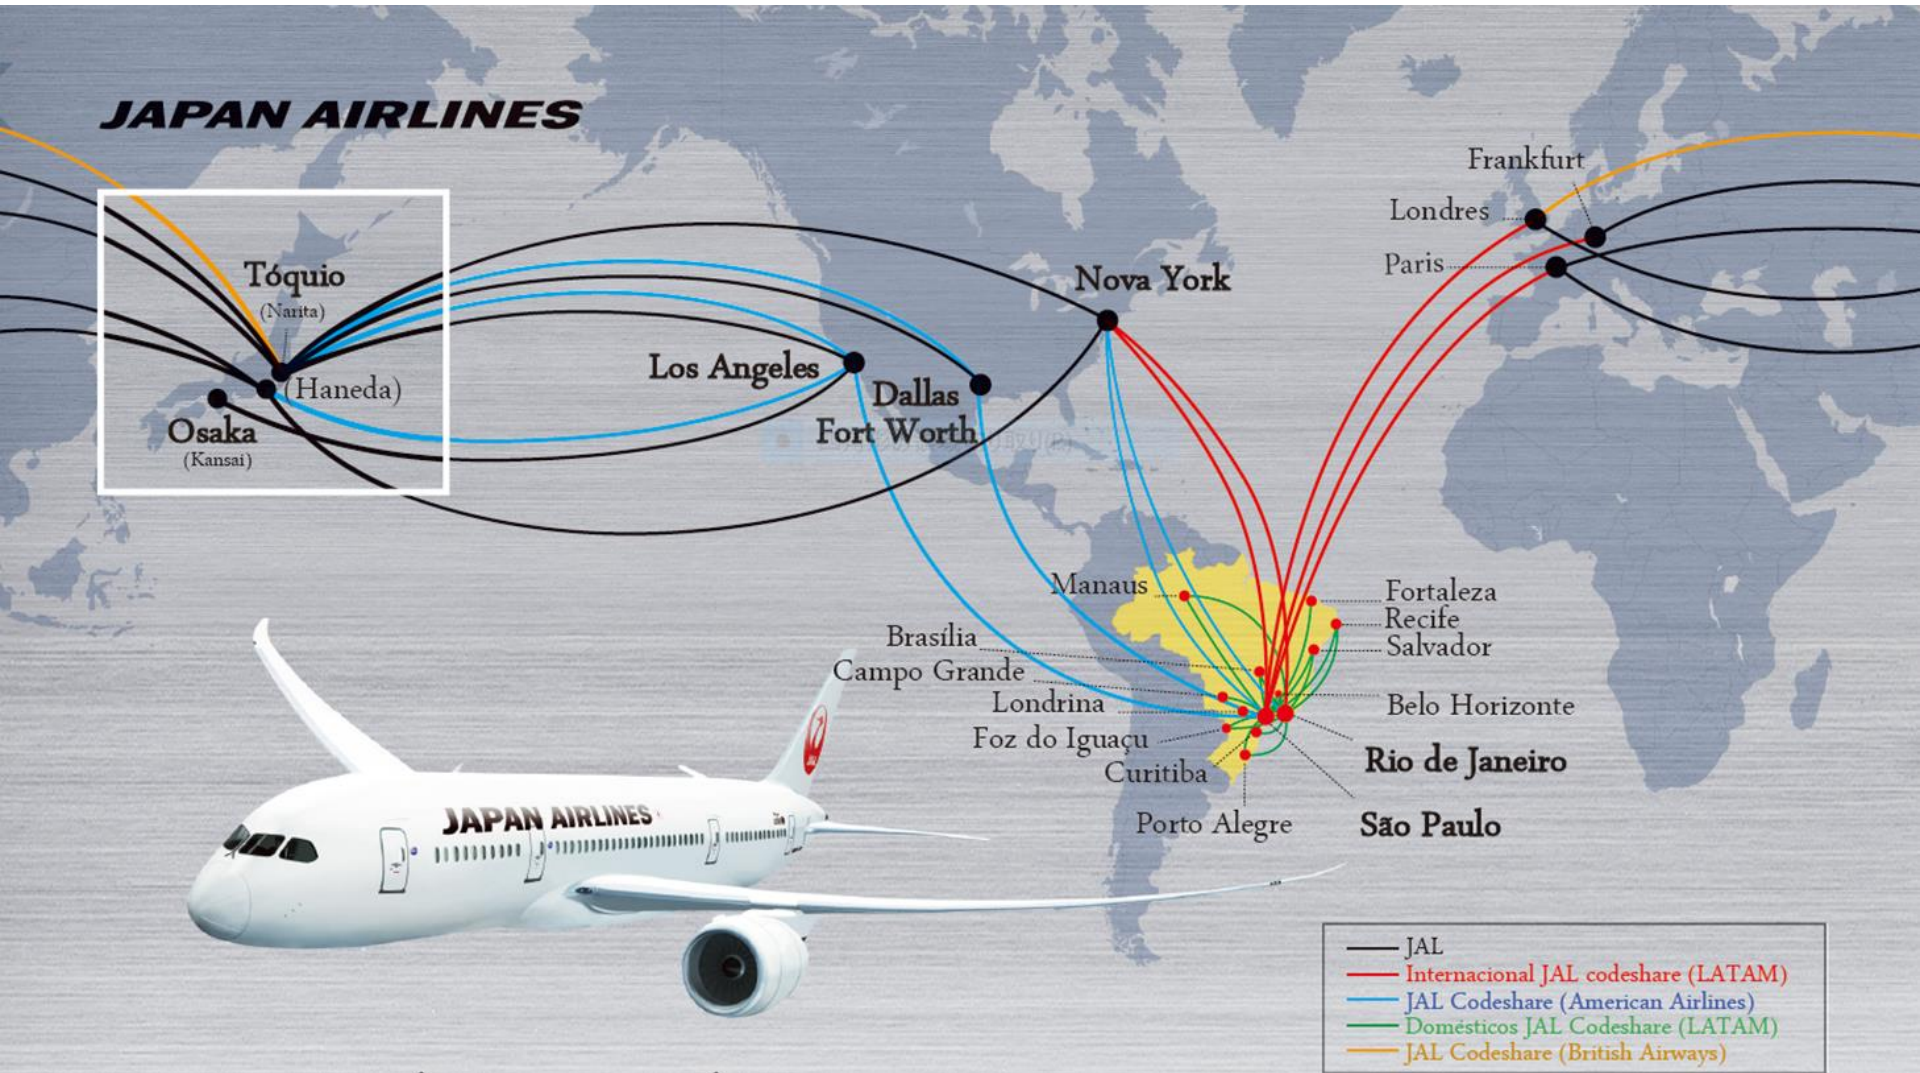 JAPAN AIRLINES
Frankfurt
Londres
Paris
Tóquio
(Narita)
(Haneda)
Osaka
(Kansai)
Nova York
Los Angeles
Dallas
Fort Worth
Manaus
Brasília
Campo Grande
Londrina
Foz do Iguaçu
Curitiba
Porto Alegre
Fortaleza
Recife
Salvador
Belo Horizonte
Rio de Janeiro
São Paulo
JAPAN AIRLINES
JAL
JAL
Internacional JAL codeshare (LATAM)
JAL Codeshare (American Airlines)
Domésticos JAL Codeshare (LATAM)
JAL Codeshare (British Airways)